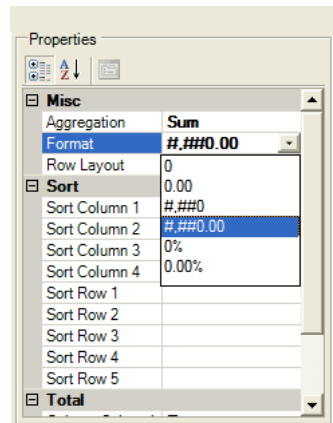 Properties
Misc
Aggregation Sum
Format #,##0.00
Row Layout 0
Sort 0.00
Sort Column 1 #,##0
Sort Column 2 #,##0.00
Sort Column 3 0%
Sort Column 4 0.00%
Sort Row 1
Sort Row 2
Sort Row 3
Sort Row 4
Sort Row 5
Total